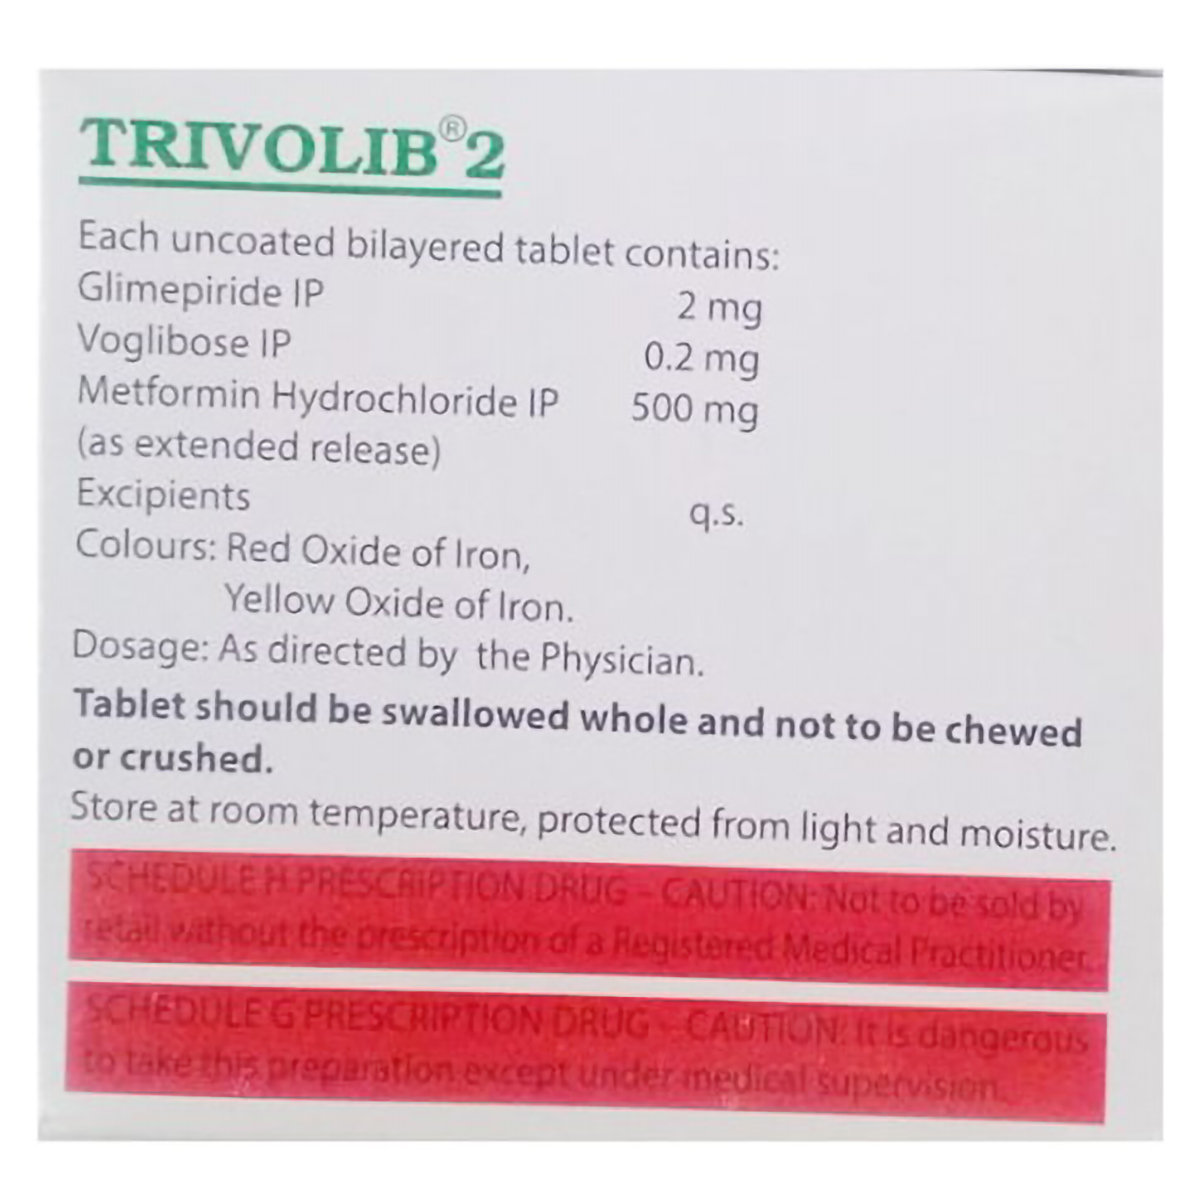 TRIVOLIB® 2
Each uncoated bilayered tablet contains:
Glimepiride IP 2 mg
Voglibose IP 0.2 mg
Metformin Hydrochloride IP 500 mg
(as extended release)
Excipients q.s.
Colours: Red Oxide of Iron,
Yellow Oxide of Iron.
Dosage: As directed by the Physician.
Tablet should be swallowed whole and not to be chewed
or crushed.
Store at room temperature, protected from light and moisture.
SCHEDULE H PRESCRIPTION DRUG – CAUTION: Not to be sold by
retail without the prescription of a Registered Medical Practitioner.
SCHEDULE G PRESCRIPTION DRUG – CAUTION: It is dangerous
to take this preparation except under medical supervision.